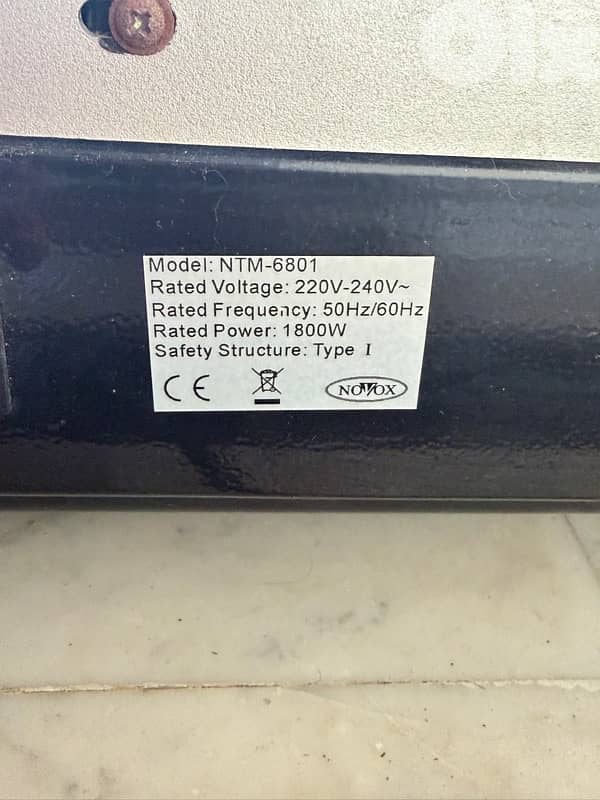 Model: NTM-6801
Rated Voltage: 220V-240V~
Rated Frequency: 50Hz/60Hz
Rated Power: 1800W
Safety Structure: Type I
CE
NOVOX